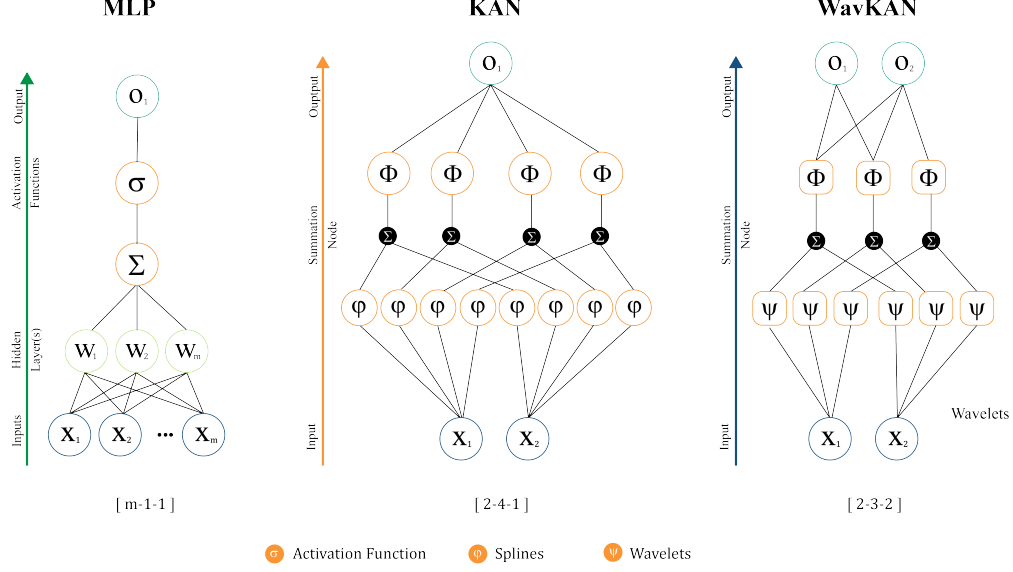 MLP KAN WavKAN
O₁ O₁ O₁ O₂
Output Ouptput Ouptput
Activation Functions
σ Φ Φ Φ Φ Φ Φ Φ
Summation Node Summation Node
Σ Σ Σ Σ Σ Σ Σ Σ
φ φ φ φ φ φ φ φ ψ ψ ψ ψ ψ ψ
Hidden Layer(s)
W₁ W₂ Wₘ
Wavelets
Inputs Input Input
X₁ X₂ ••• Xₘ X₁ X₂ X₁ X₂
[ m-1-1 ] [ 2-4-1 ] [ 2-3-2 ]
σ Activation Function φ Splines ψ Wavelets